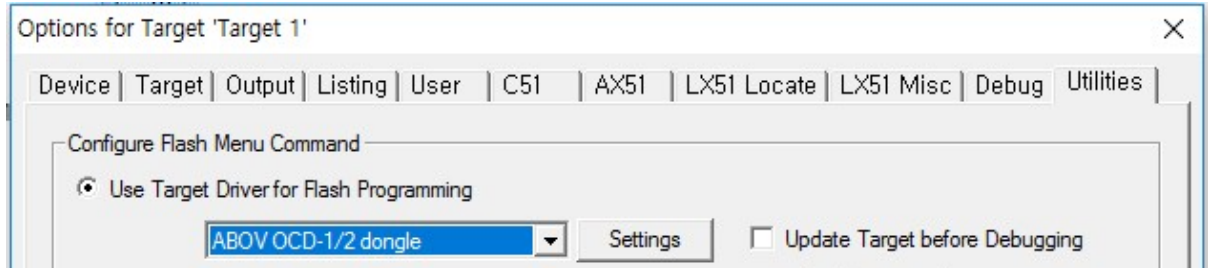 Options for Target 'Target 1'
Device Target Output Listing User C51 AX51 LX51 Locate LX51 Misc Debug Utilities
Configure Flash Menu Command
Use Target Driver for Flash Programming
ABOV OCD-1/2 dongle Settings Update Target before Debugging